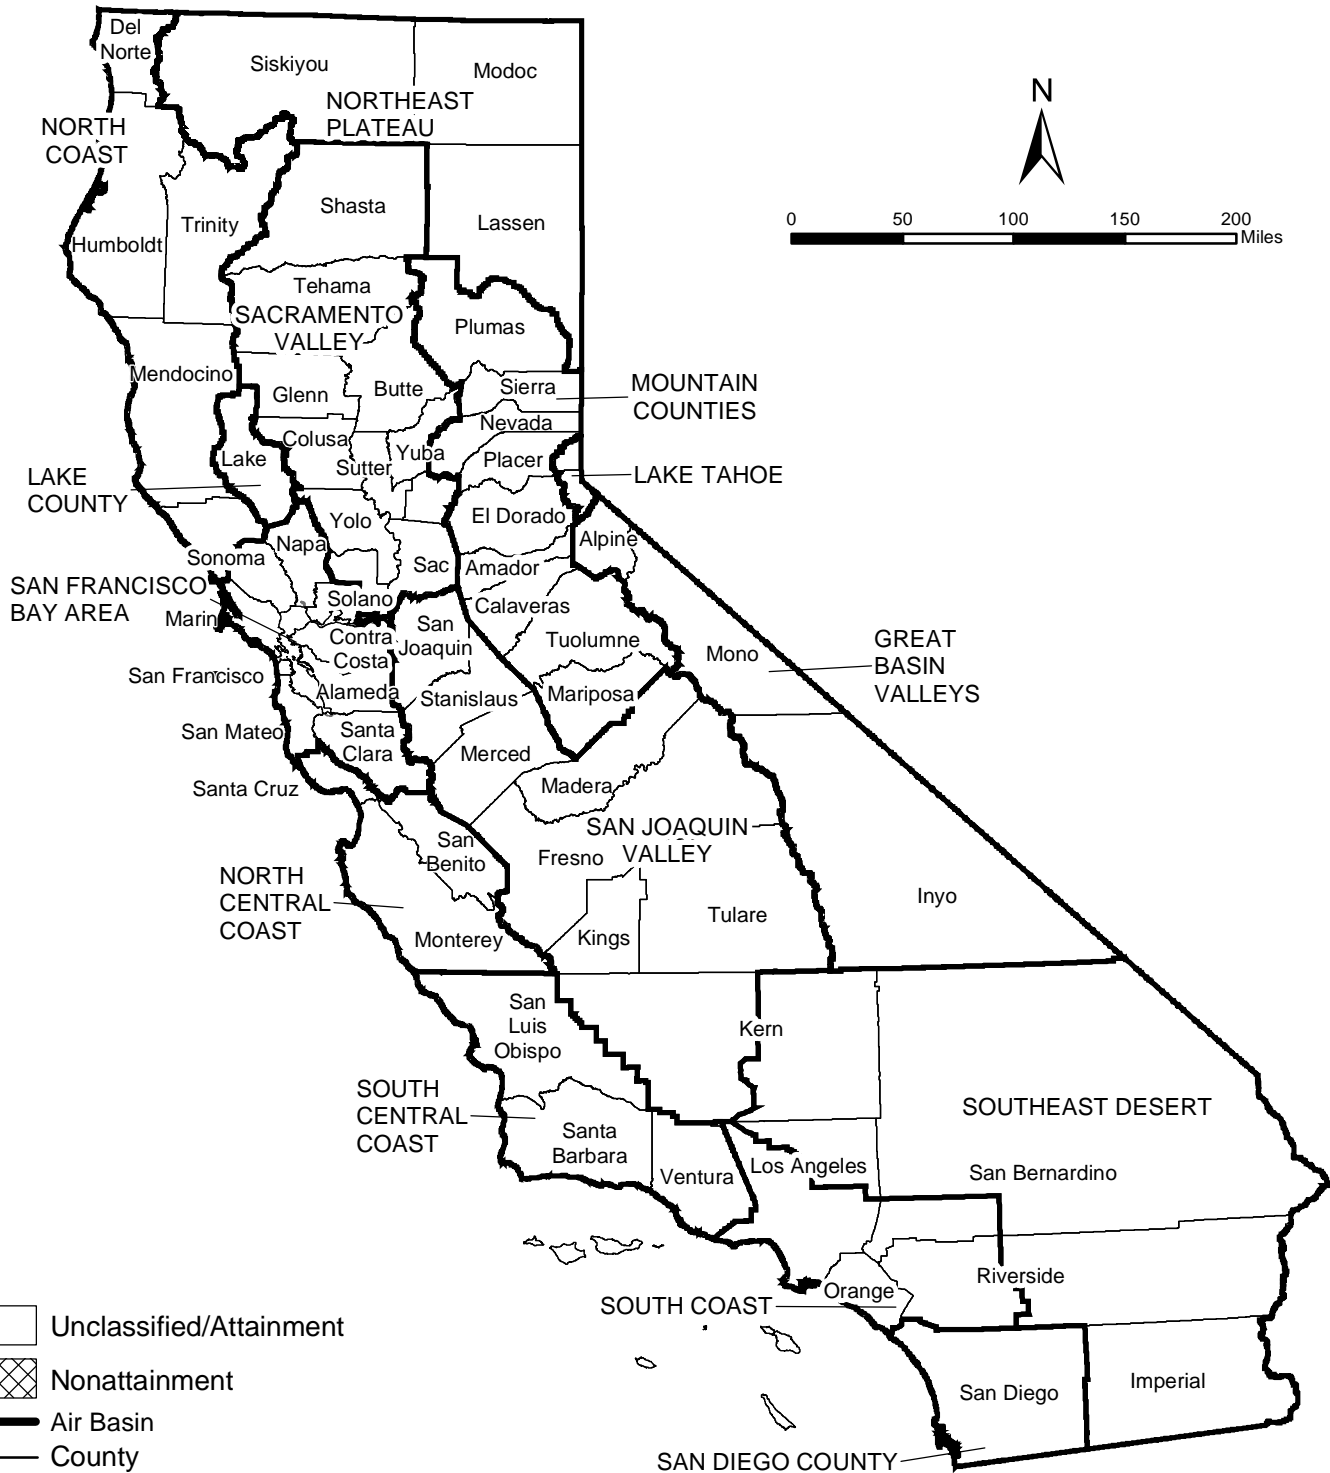 Del
Norte
Siskiyou
Modoc
NORTHEAST
PLATEAU
NORTH
COAST
N
0 50 100 150 200
Miles
Shasta
Lassen
Trinity
Humboldt
Tehama
SACRAMENTO
VALLEY
Plumas
Mendocino
Glenn
Butte
Sierra
MOUNTAIN
COUNTIES
Nevada
Colusa
Yuba
Sutter
Placer
Lake
LAKE TAHOE
LAKE
COUNTY
Yolo
El Dorado
Napa
Alpine
Sonoma
Sac
Amador
SAN FRANCISCO
BAY AREA
Solano
Calaveras
Marin
Contra
Costa
San
Joaquin
Tuolumne
Mono
GREAT
BASIN
VALLEYS
San Francisco
Alameda
Stanislaus
Mariposa
San Mateo
Santa
Clara
Merced
Santa Cruz
Madera
SAN JOAQUIN
VALLEY
San
Benito
Fresno
NORTH
CENTRAL
COAST
Inyo
Tulare
Monterey
Kings
San
Luis
Obispo
Kern
SOUTH
CENTRAL
COAST
SOUTHEAST DESERT
Santa
Barbara
Ventura
Los Angeles
San Bernardino
Riverside
Orange
SOUTH COAST
San Diego
Imperial
SAN DIEGO COUNTY
Unclassified/Attainment
Nonattainment
Air Basin
County